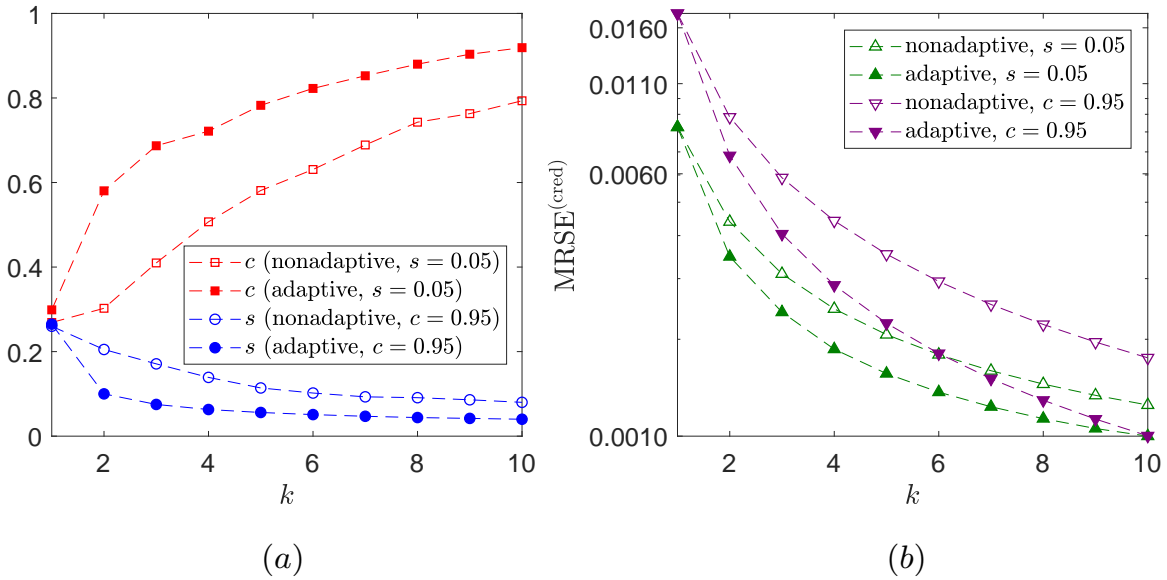 1
0.8
0.6
0.4
0.2
0
2 4 6 8 10
k
c (nonadaptive, s = 0.05)
c (adaptive, s = 0.05)
s (nonadaptive, c = 0.95)
s (adaptive, c = 0.95)
(a)
0.0160
0.0110
0.0060
0.0010
MRSE^(cred)
2 4 6 8 10
k
nonadaptive, s = 0.05
adaptive, s = 0.05
nonadaptive, c = 0.95
adaptive, c = 0.95
(b)